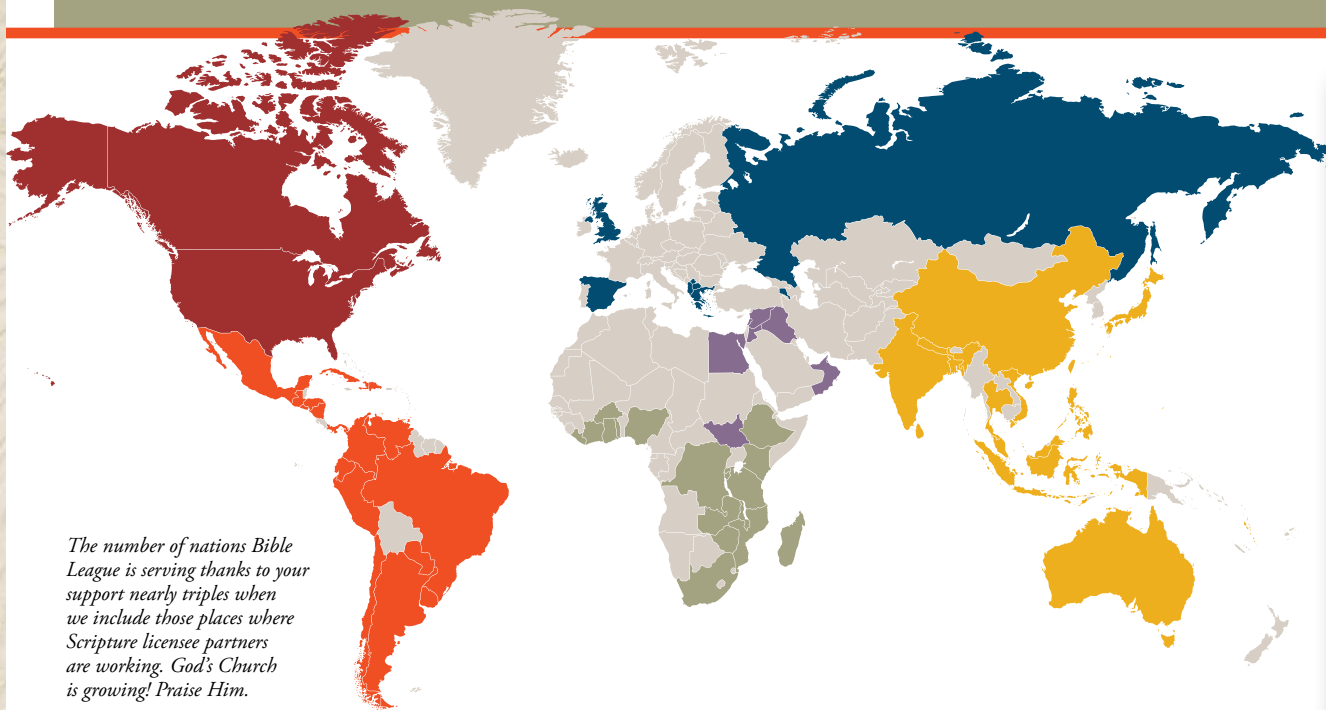 The number of nations Bible
League is serving thanks to your
support nearly triples when
we include those places where
Scripture licensee partners
are working. God’s Church
is growing! Praise Him.